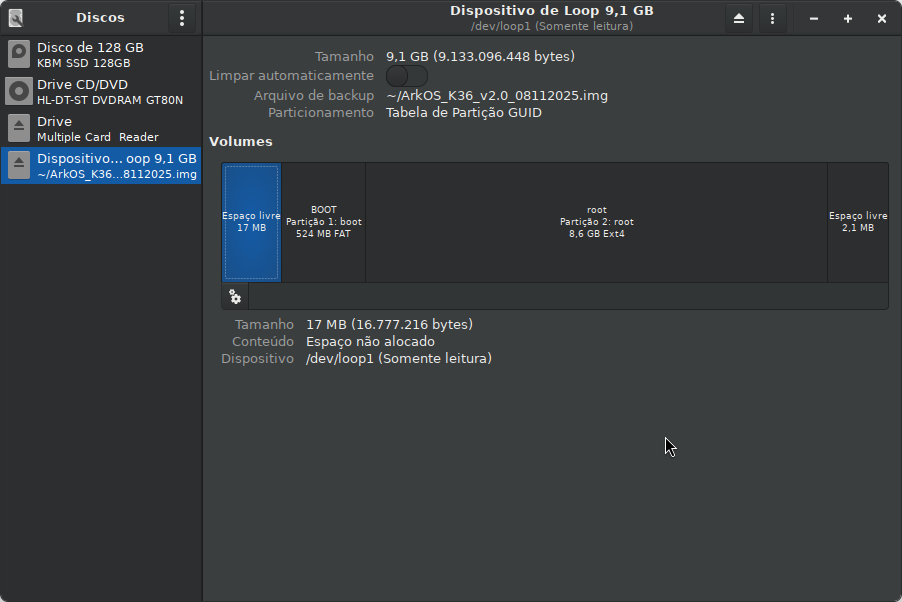 Discos
Dispositivo de Loop 9,1 GB
/dev/loop1 (Somente leitura)
Disco de 128 GB
KBM SSD 128GB
Drive CD/DVD
HL-DT-ST DVDRAM GT80N
Drive
Multiple Card  Reader
Dispositivo... oop 9,1 GB
~/ArkOS_K36...8112025.img
Tamanho 9,1 GB (9.133.096.448 bytes)
Limpar automaticamente
Arquivo de backup ~/ArkOS_K36_v2.0_08112025.img
Particionamento Tabela de Partição GUID
Volumes
Espaço livre
17 MB
BOOT
Partição 1: boot
524 MB FAT
root
Partição 2: root
8,6 GB Ext4
Espaço livre
2,1 MB
Tamanho 17 MB (16.777.216 bytes)
Conteúdo Espaço não alocado
Dispositivo /dev/loop1 (Somente leitura)